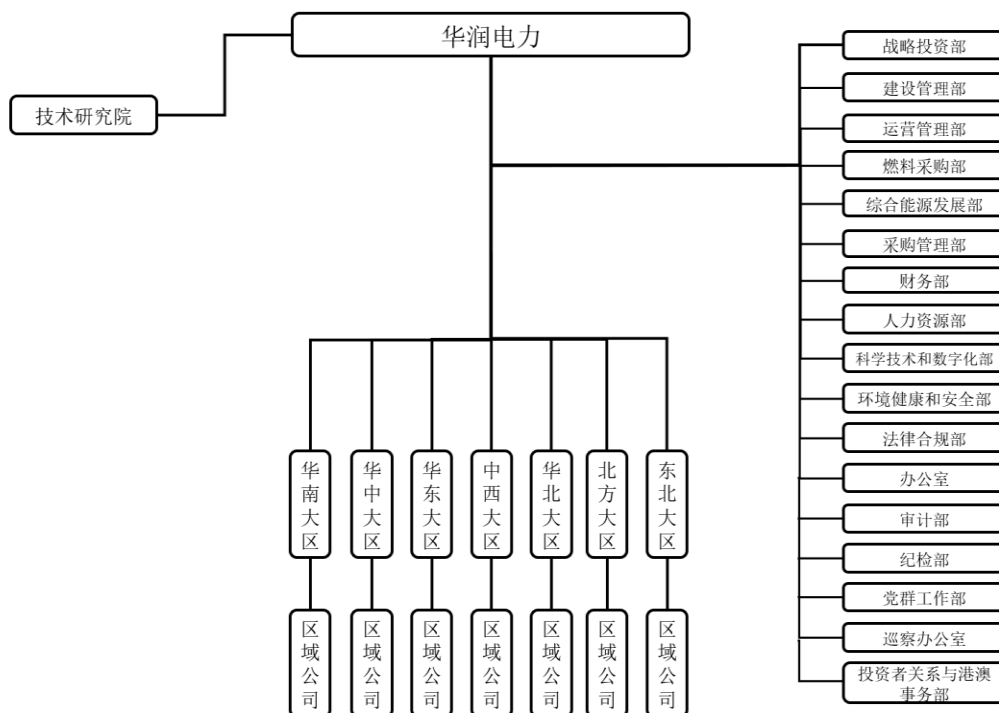 华润电力
技术研究院
战略投资部
建设管理部
运营管理部
燃料采购部
综合能源发展部
采购管理部
财务部
人力资源部
科学技术和数字化部
环境健康和安全部
法律合规部
办公室
审计部
纪检部
党群工作部
巡察办公室
投资者关系与港澳
事务部
华南大区
华中大区
华东大区
中西大区
华北大区
北方大区
东北大区
区域公司
区域公司
区域公司
区域公司
区域公司
区域公司
区域公司